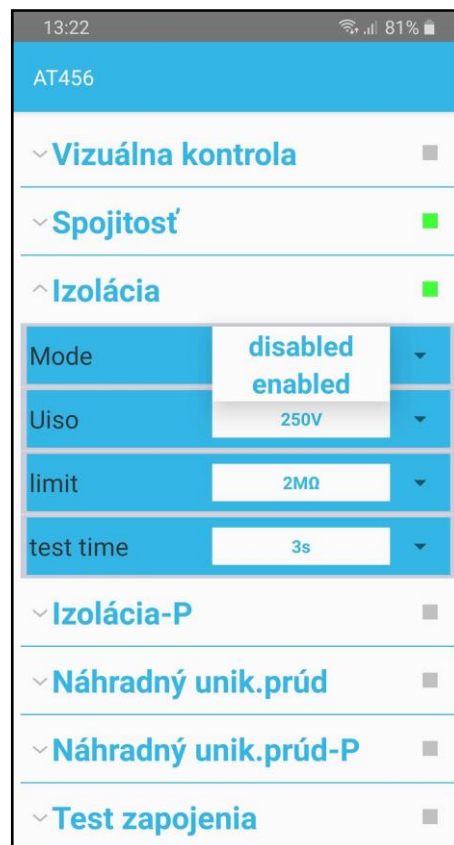 13:22 81%
AT456
Vizuálna kontrola
Spojitosť
Izolácia
Mode disabled
enabled
Uiso 250V
limit 2MΩ
test time 3s
Izolácia-P
Náhradný unik.prúd
Náhradný unik.prúd-P
Test zapojenia